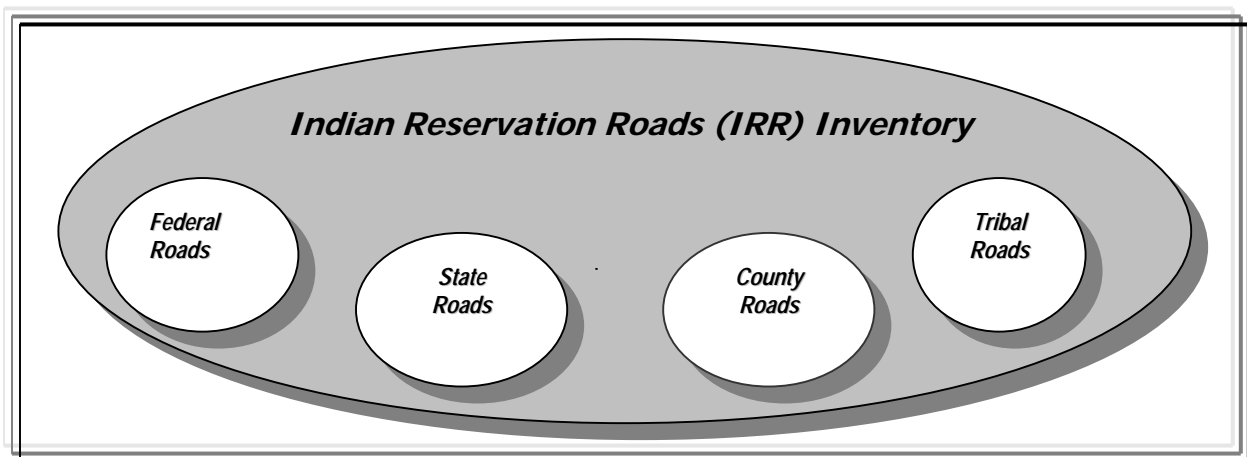 Indian Reservation Roads (IRR) Inventory
Federal
Roads
State
Roads
County
Roads
Tribal
Roads